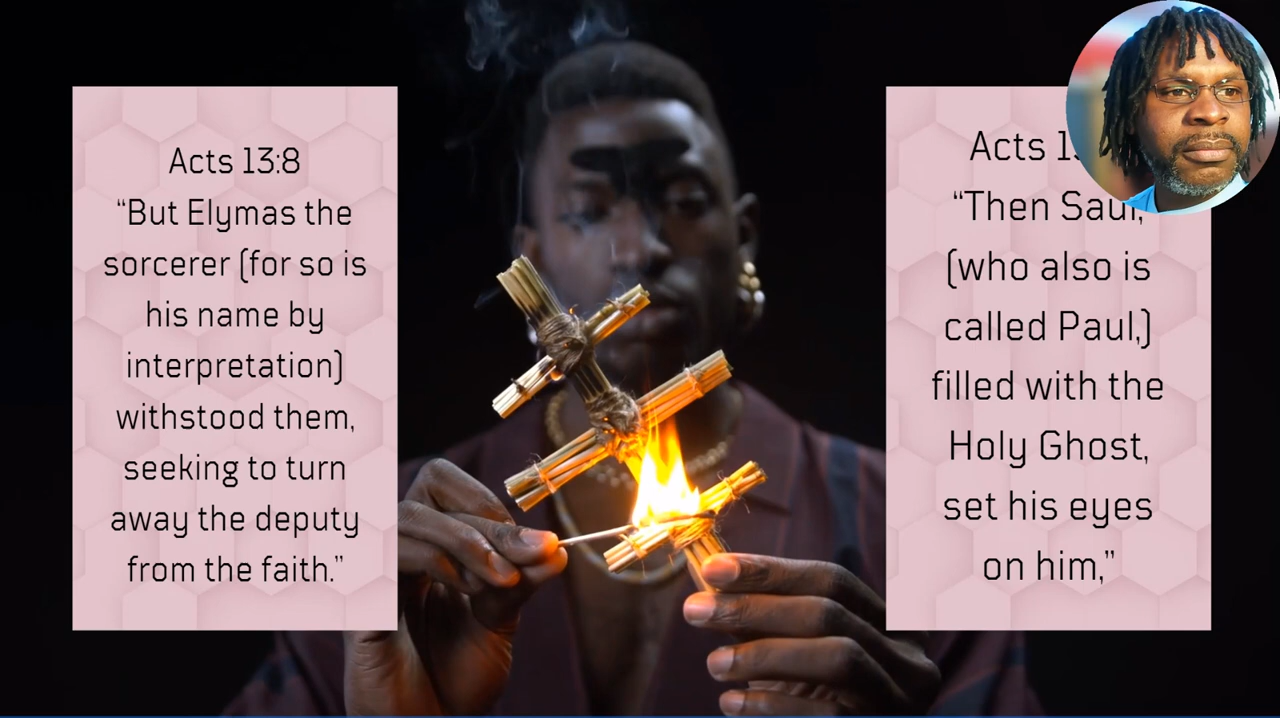 Acts 13:8
“But Elymas the
sorcerer (for so is
his name by
interpretation)
withstood them,
seeking to turn
away the deputy
from the faith.”
Acts
“Then Saul,
(who also is
called Paul,)
filled with the
Holy Ghost,
set his eyes
on him,”